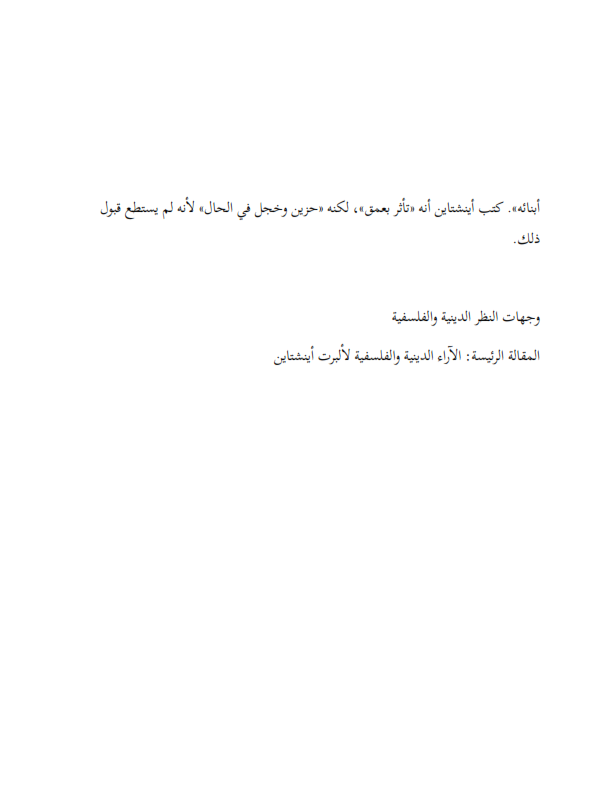 أبنائه». كتب أينشتاين أنه «تأثر بعمق»، لكنه «حزين وخجل في الحال» لأنه لم يستطع قبول
ذلك.
وجهات النظر الدينية والفلسفية
المقالة الرئيسة: الآراء الدينية والفلسفية لألبرت أينشتاين